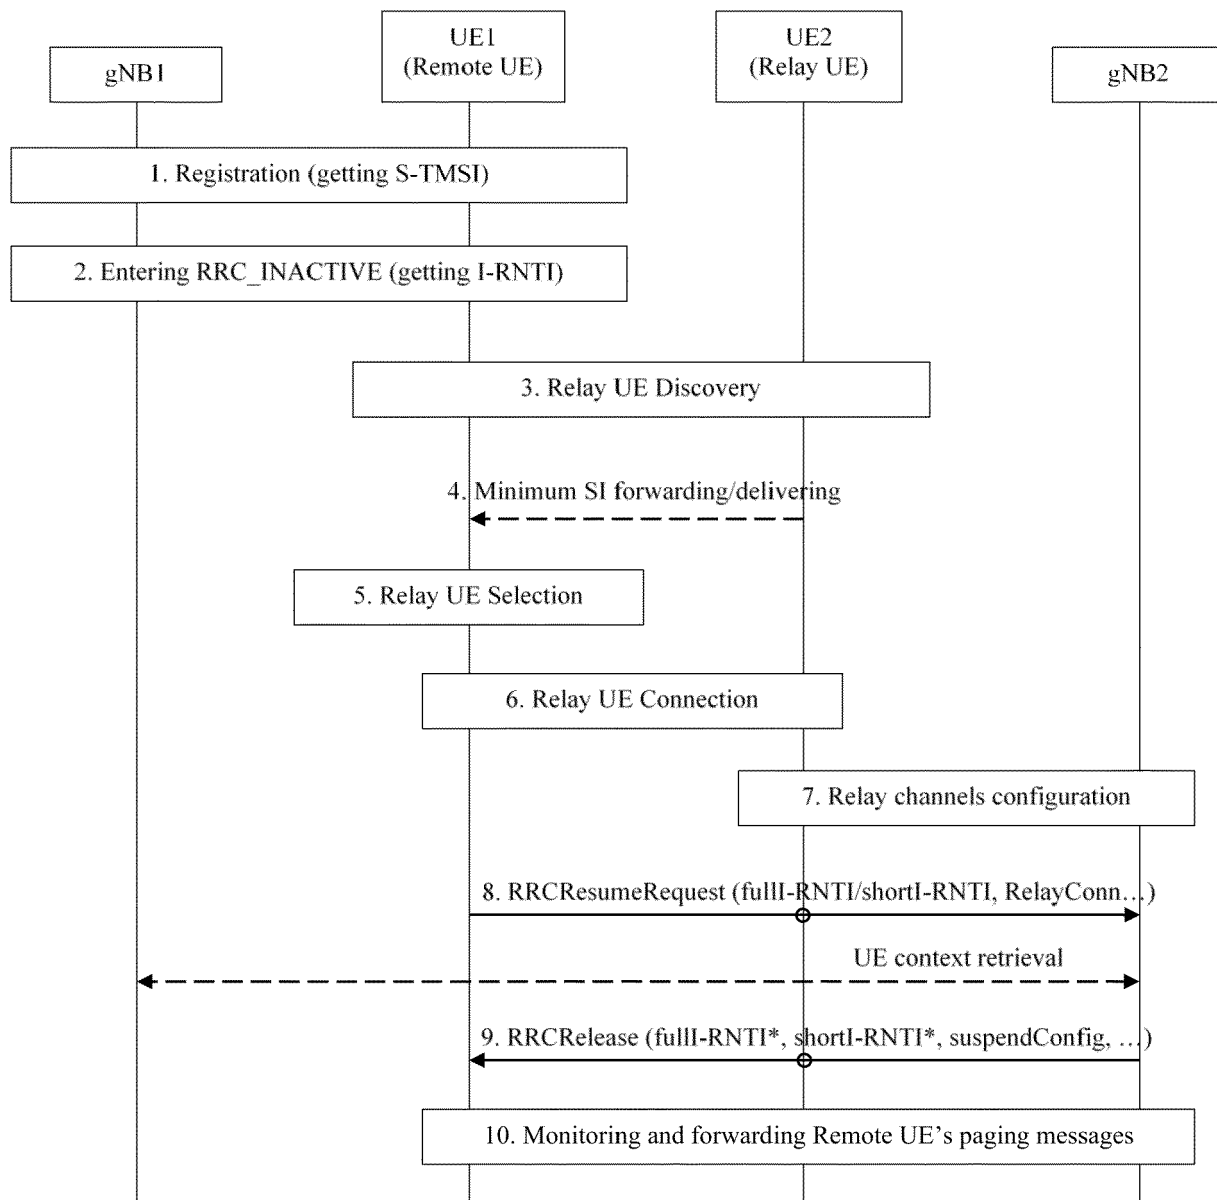 gNB1
UE1
(Remote UE)
UE2
(Relay UE)
gNB2
1. Registration (getting S-TMSI)
2. Entering RRC_INACTIVE (getting I-RNTI)
3. Relay UE Discovery
4. Minimum SI forwarding/delivering
5. Relay UE Selection
6. Relay UE Connection
7. Relay channels configuration
8. RRCResumeRequest (fullI-RNTI/shortI-RNTI, RelayConn…)
UE context retrieval
9. RRCRelease (fullI-RNTI*, shortI-RNTI*, suspendConfig, …)
10. Monitoring and forwarding Remote UE’s paging messages